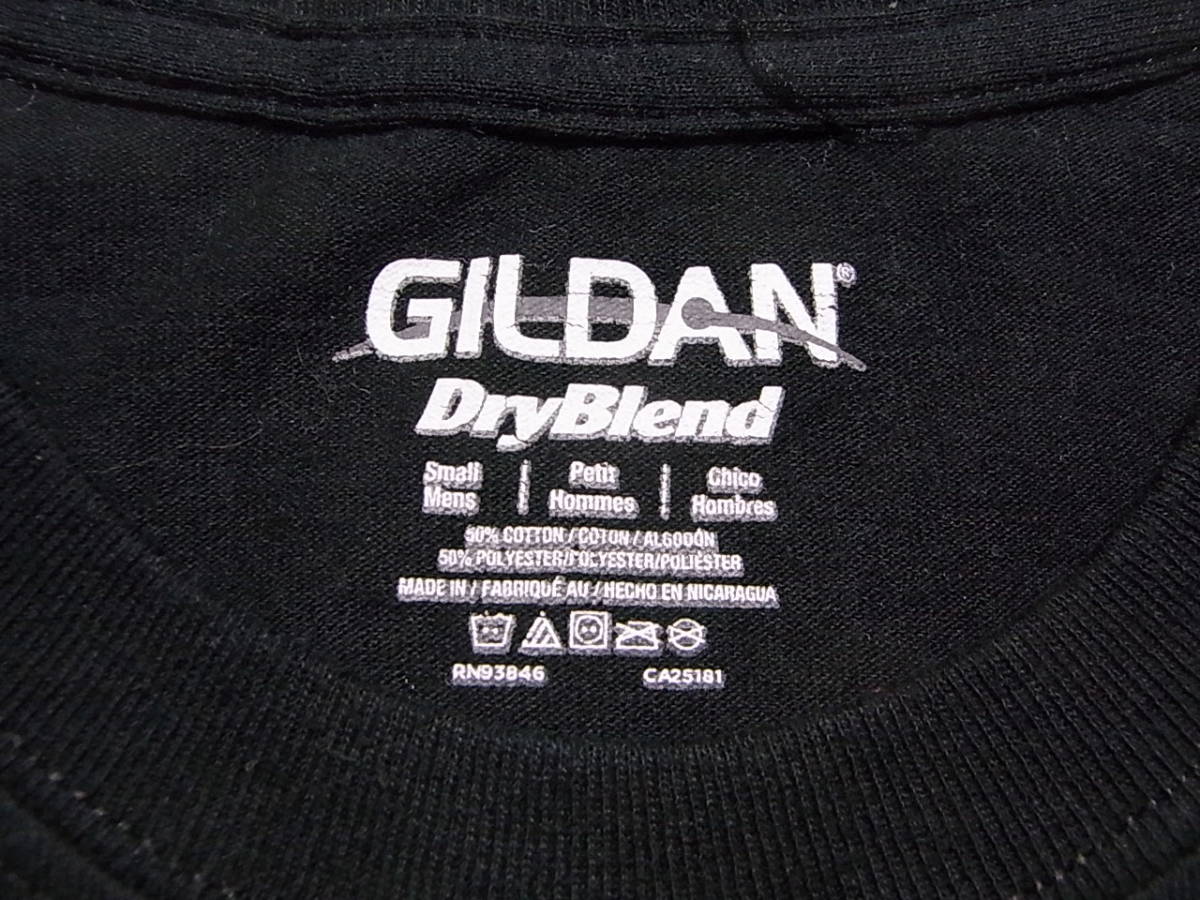 GILDAN®
DryBlend
Small | Petit | Chico
Mens | Hommes | Hombres
50% COTTON / COTON / ALGODÓN
50% POLYESTER/POLYESTER/POLIÈSTER
MADE IN / FABRIQUÉ AU / HECHO EN NICARAGUA
RN93846 CA25181